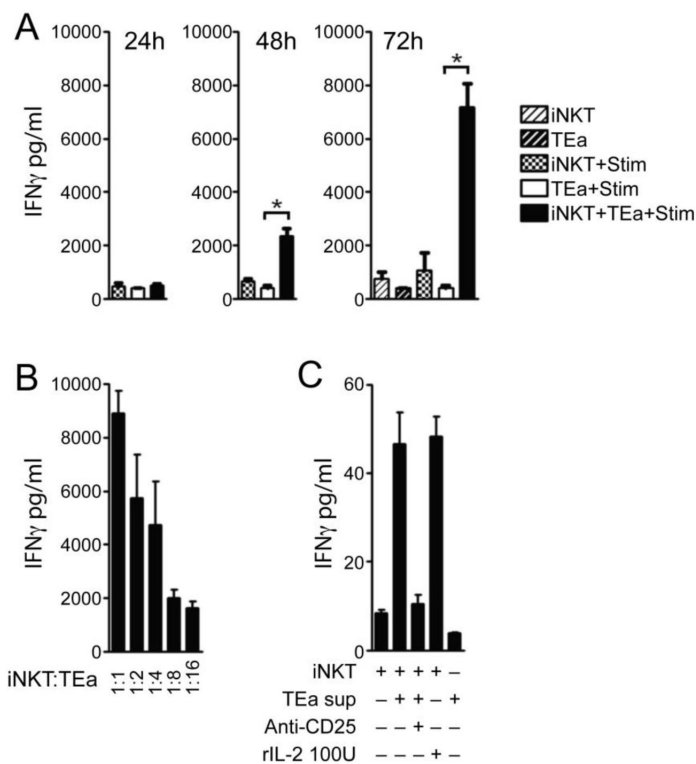 A
10000
8000
6000
4000
2000
0
IFNγ pg/ml
24h
10000
8000
6000
4000
2000
0
48h
*
10000
8000
6000
4000
2000
0
72h
*
iNKT
TEa
iNKT+Stim
TEa+Stim
iNKT+TEa+Stim
B
10000
8000
6000
4000
2000
0
IFNγ pg/ml
iNKT:TEa 1:1 1:2 1:4 1:8 1:16
C
60
40
20
0
IFNγ pg/ml
iNKT + + + + –
TEa sup – + + – +
Anti-CD25 – – + – –
rIL-2 100U – – – + –